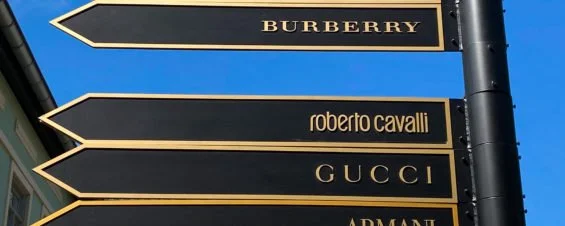 BURBERRY
roberto cavalli
GUCCI
ARMANI